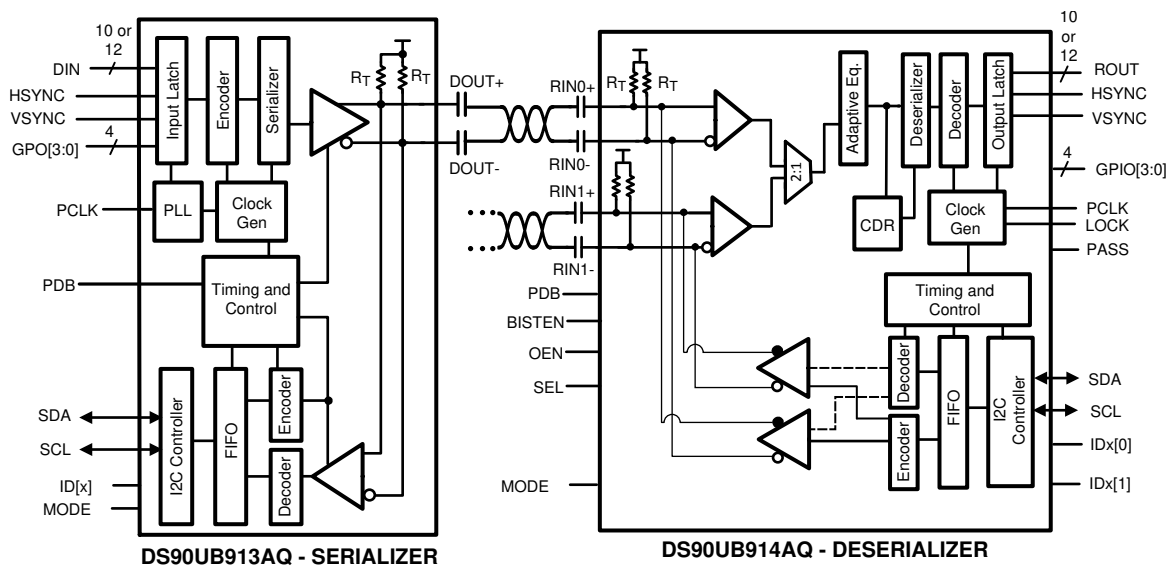 10 or
12
DIN
HSYNC
VSYNC
4
GPO[3:0]
PCLK
PDB
SDA
SCL
ID[x]
MODE
Input Latch
Encoder
Serializer
PLL
Clock
Gen
Timing and
Control
I2C Controller
FIFO
Encoder
Decoder
RT
RT
DOUT+
DOUT-
DS90UB913AQ - SERIALIZER
RIN0+
RIN0-
RIN1+
RIN1-
PDB
BISTEN
OEN
SEL
MODE
RT
RT
2:1
Adaptive Eq.
CDR
Deserializer
Decoder
Output Latch
Clock
Gen
Timing and
Control
Decoder
Encoder
FIFO
I2C
Controller
10
or
12
ROUT
HSYNC
VSYNC
4
GPIO[3:0]
PCLK
LOCK
PASS
SDA
SCL
IDx[0]
IDx[1]
DS90UB914AQ - DESERIALIZER